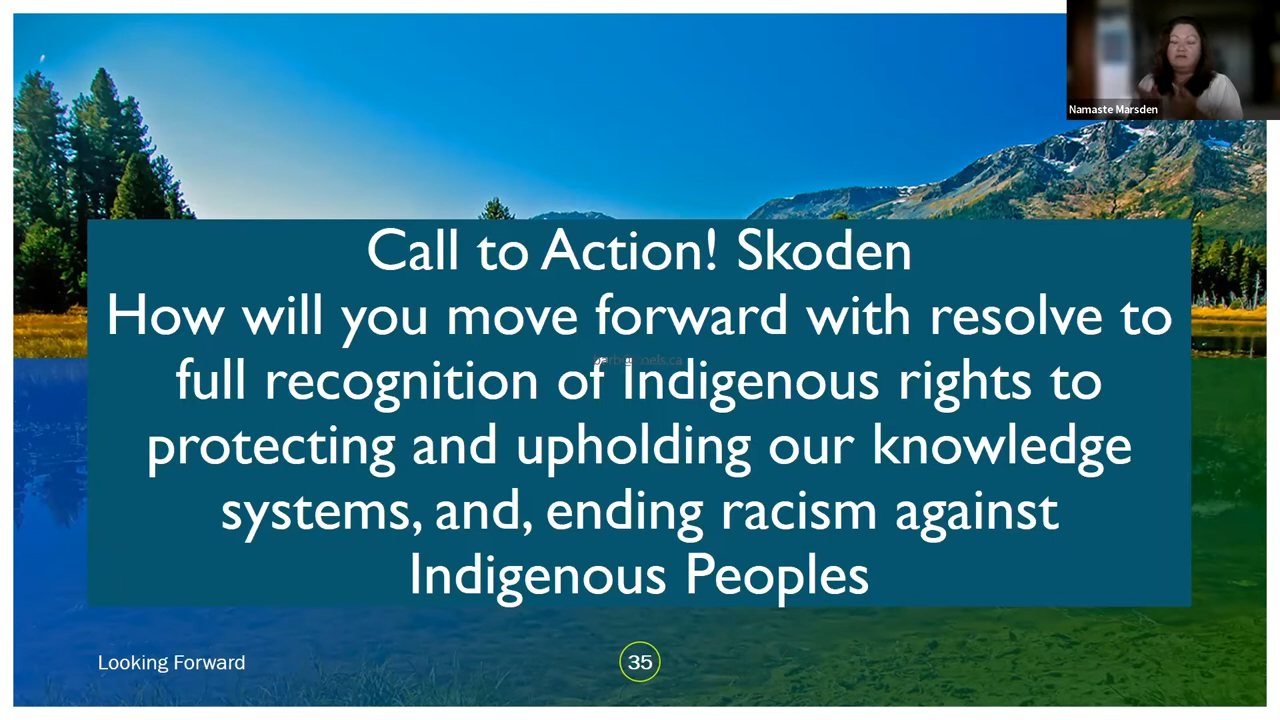 Namaste Marsden
Call to Action! Skoden
How will you move forward with resolve to
full recognition of Indigenous rights to
protecting and upholding our knowledge
systems, and, ending racism against
Indigenous Peoples
Looking Forward
35